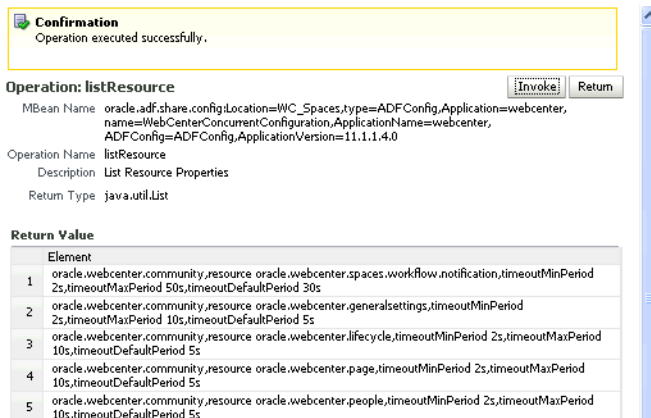 Confirmation
Operation executed successfully.
Operation: listResource
Invoke Return
MBean Name oracle.adf.share.config:Location=WC_Spaces,type=ADFConfig,Application=webcenter,
name=WebCenterConcurrentConfiguration,ApplicationName=webcenter,
ADFConfig=ADFConfig,ApplicationVersion=11.1.1.4.0
Operation Name listResource
Description List Resource Properties
Return Type java.util.List
Return Value
Element
1 oracle.webcenter.community,resource oracle.webcenter.spaces.workflow.notification,timeoutMinPeriod
2s,timeoutMaxPeriod 50s,timeoutDefaultPeriod 30s
2 oracle.webcenter.community,resource oracle.webcenter.generalsettings,timeoutMinPeriod
2s,timeoutMaxPeriod 10s,timeoutDefaultPeriod 5s
3 oracle.webcenter.community,resource oracle.webcenter.lifecycle,timeoutMinPeriod 2s,timeoutMaxPeriod
10s,timeoutDefaultPeriod 5s
4 oracle.webcenter.community,resource oracle.webcenter.page,timeoutMinPeriod 2s,timeoutMaxPeriod
10s,timeoutDefaultPeriod 5s
5 oracle.webcenter.community,resource oracle.webcenter.people,timeoutMinPeriod 2s,timeoutMaxPeriod
10s,timeoutDefaultPeriod 5s